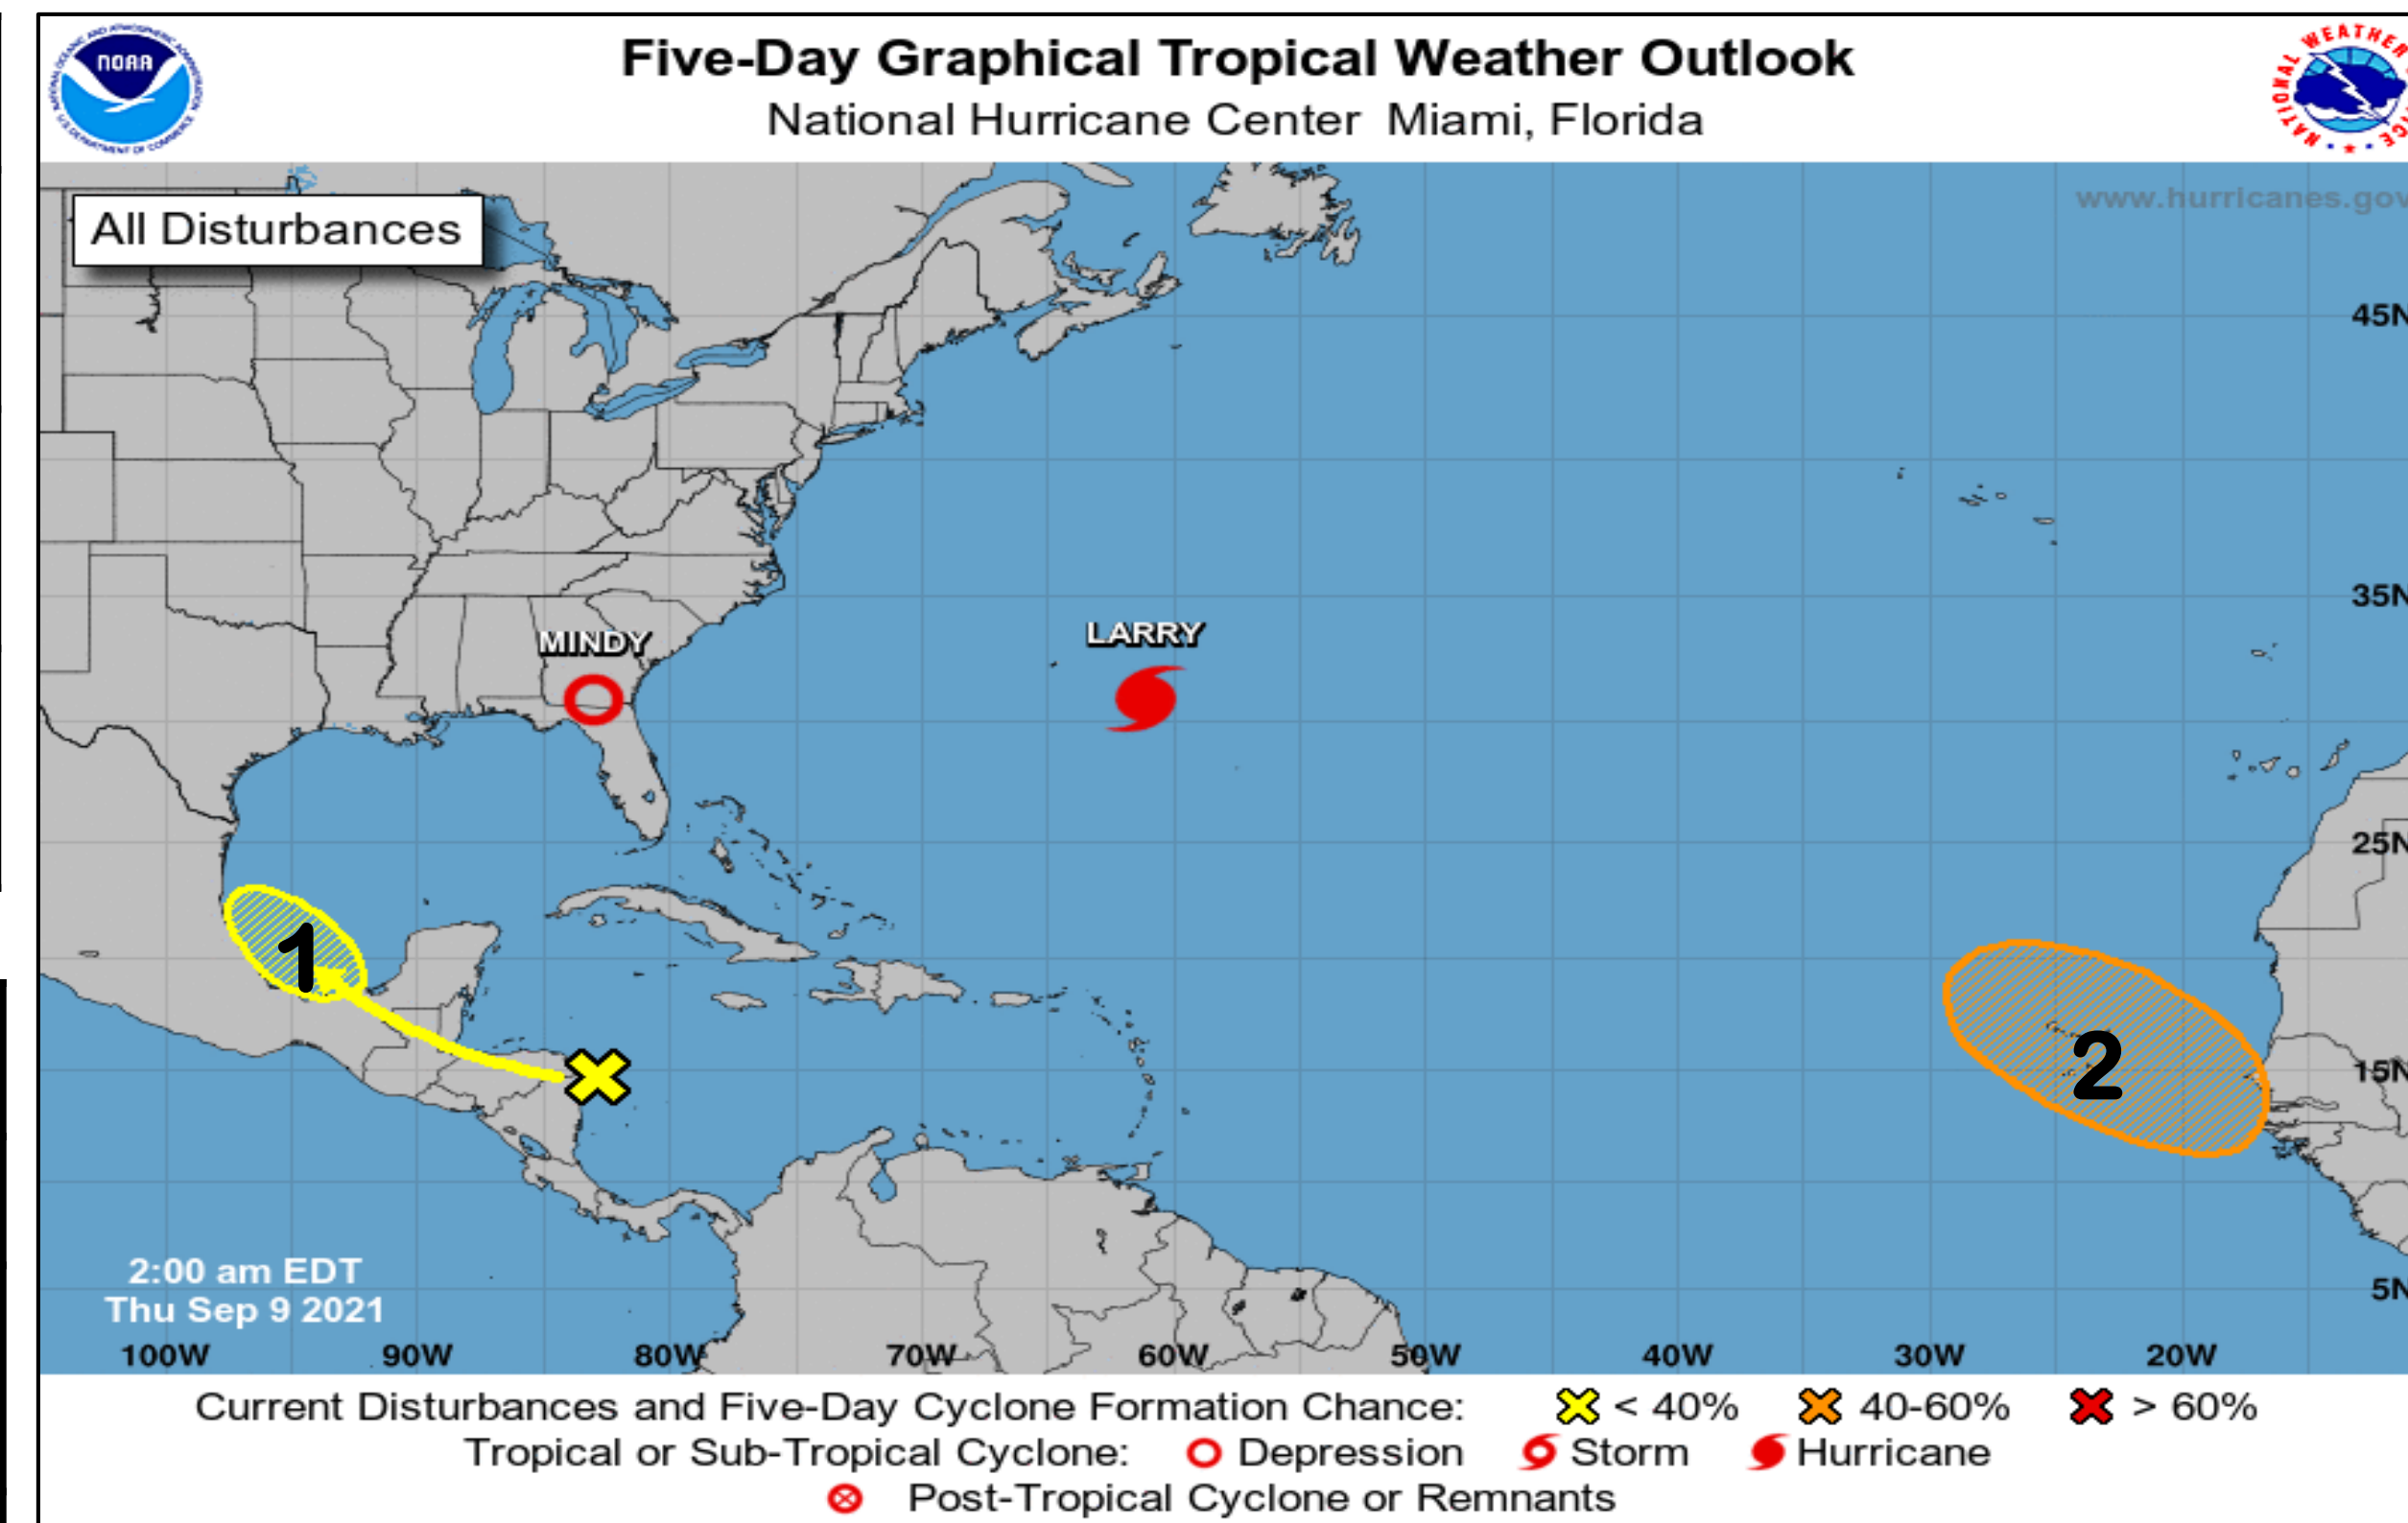 NOAA
Five-Day Graphical Tropical Weather Outlook
National Hurricane Center Miami, Florida
NATIONAL WEATHER
www.hurricanes.gov
All Disturbances
45N
35N
MINDY
LARRY
25N
1
2
15N
5N
2:00 am EDT
Thu Sep 9 2021
100W 90W 80W 70W 60W 50W 40W 30W 20W
Current Disturbances and Five-Day Cyclone Formation Chance: < 40% 40-60% > 60%
Tropical or Sub-Tropical Cyclone: Depression Storm Hurricane
Post-Tropical Cyclone or Remnants